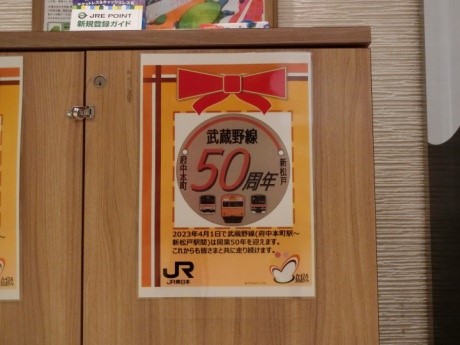 JRE POINT
新規登録ガイド
武蔵野線
府中本町
50周年
新松戸
2023年4月1日で武蔵野線(府中本町駅～
新松戸駅間)は開業50年を迎えます。
これからも皆さまと共に走り続けます。
JR
JR東日本